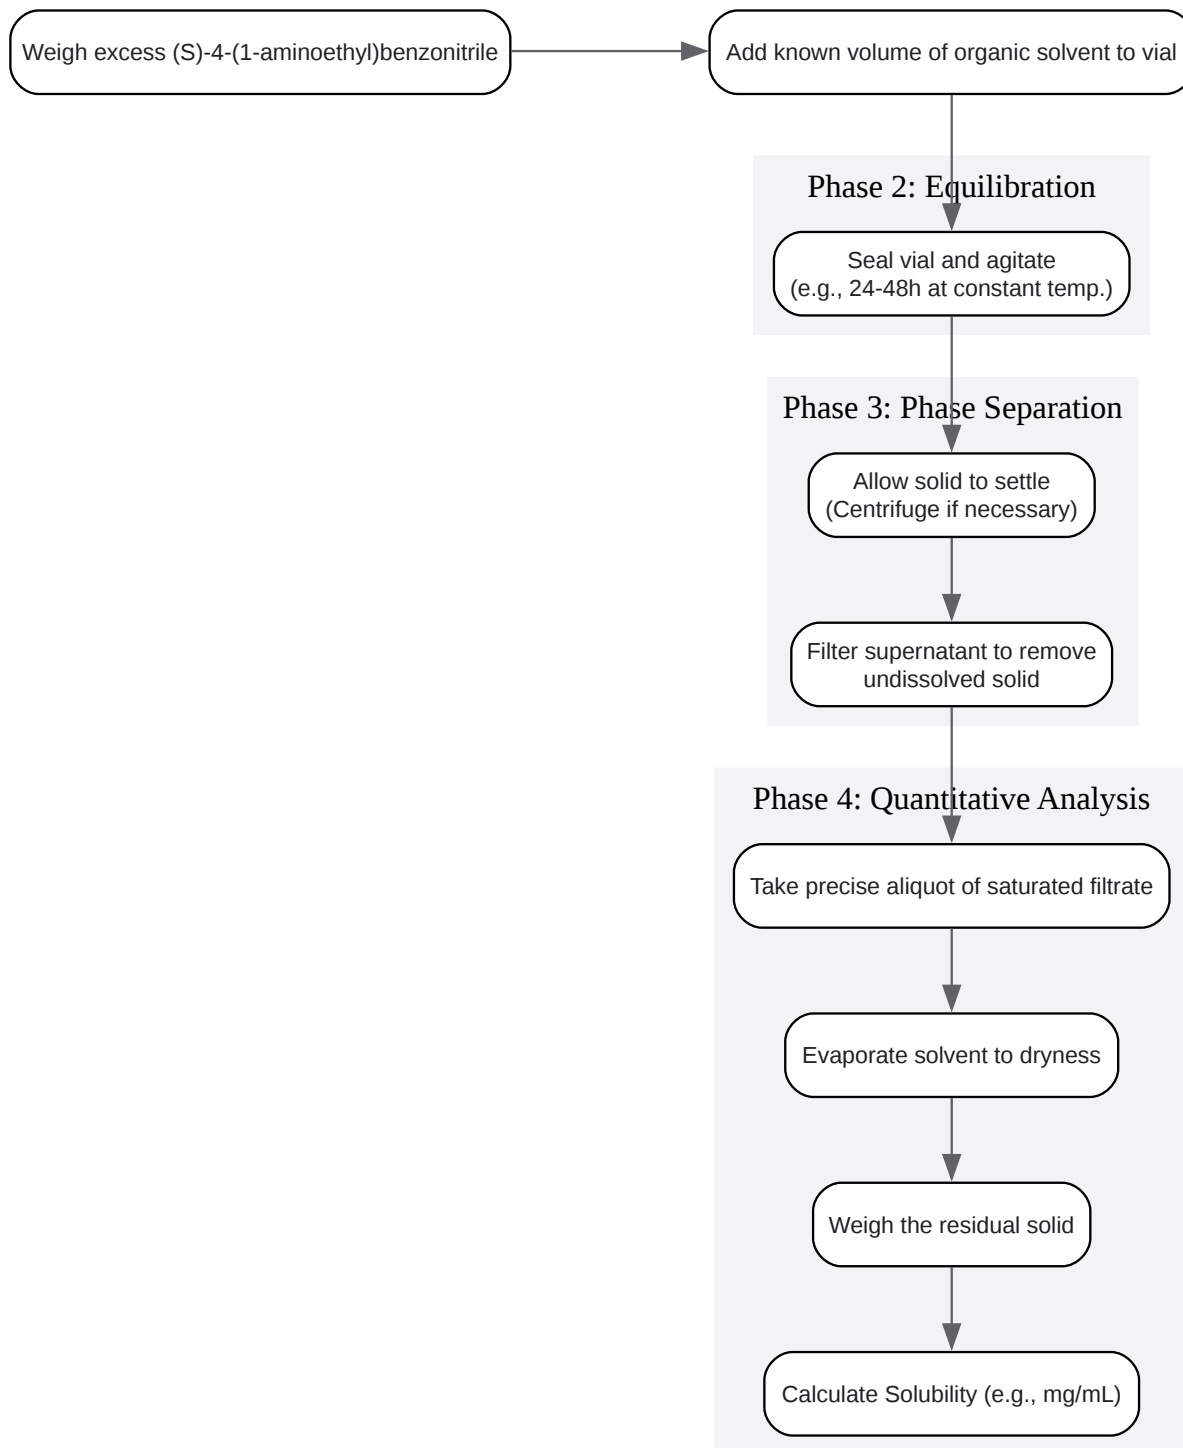 Weigh excess (S)-4-(1-aminoethyl)benzonitrile
Add known volume of organic solvent to vial
Phase 2: Equilibration
Seal vial and agitate
(e.g., 24-48h at constant temp.)
Phase 3: Phase Separation
Allow solid to settle
(Centrifuge if necessary)
Filter supernatant to remove
undissolved solid
Phase 4: Quantitative Analysis
Take precise aliquot of saturated filtrate
Evaporate solvent to dryness
Weigh the residual solid
Calculate Solubility (e.g., mg/mL)